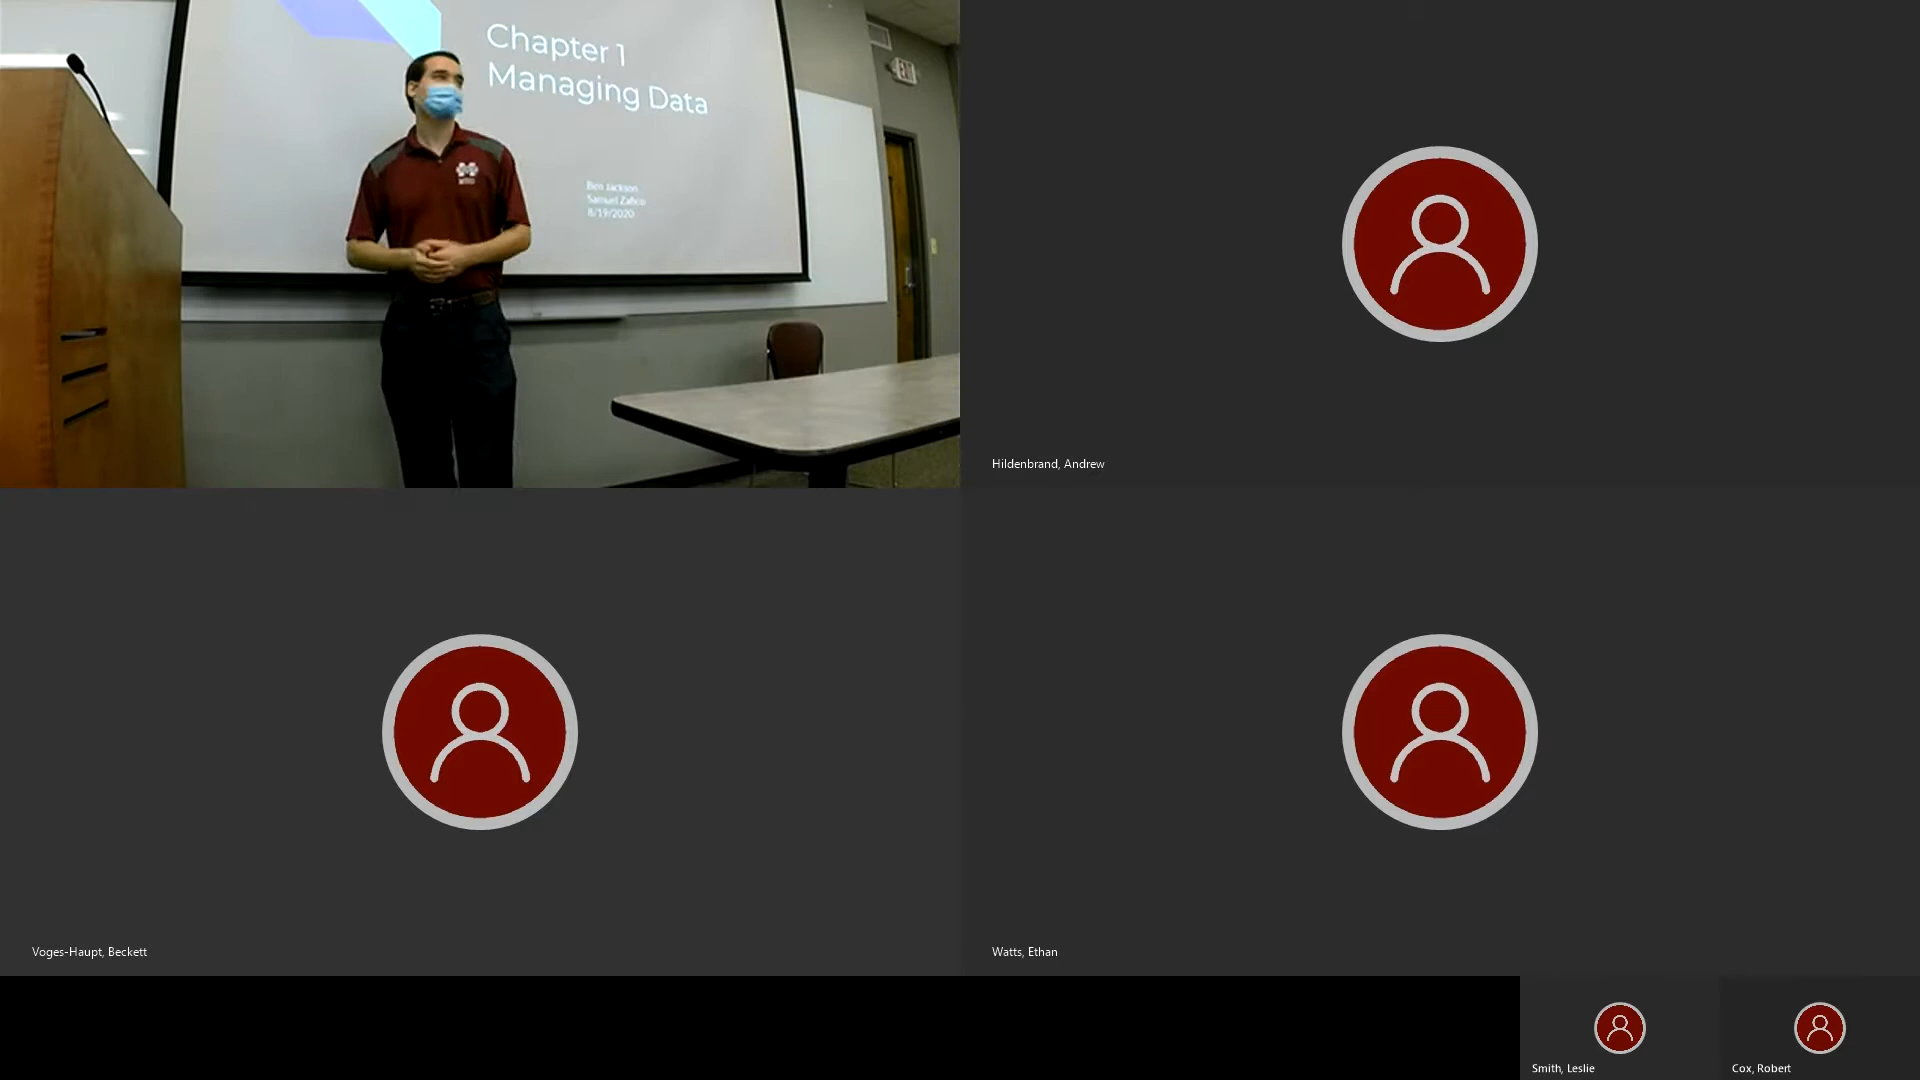 Chapter 1
Managing Data
Ben Jackson
Samuel
8/19/2020
EXIT
Hildenbrand, Andrew
Voges-Haupt, Beckett
Watts, Ethan
Smith, Leslie
Cox, Robert